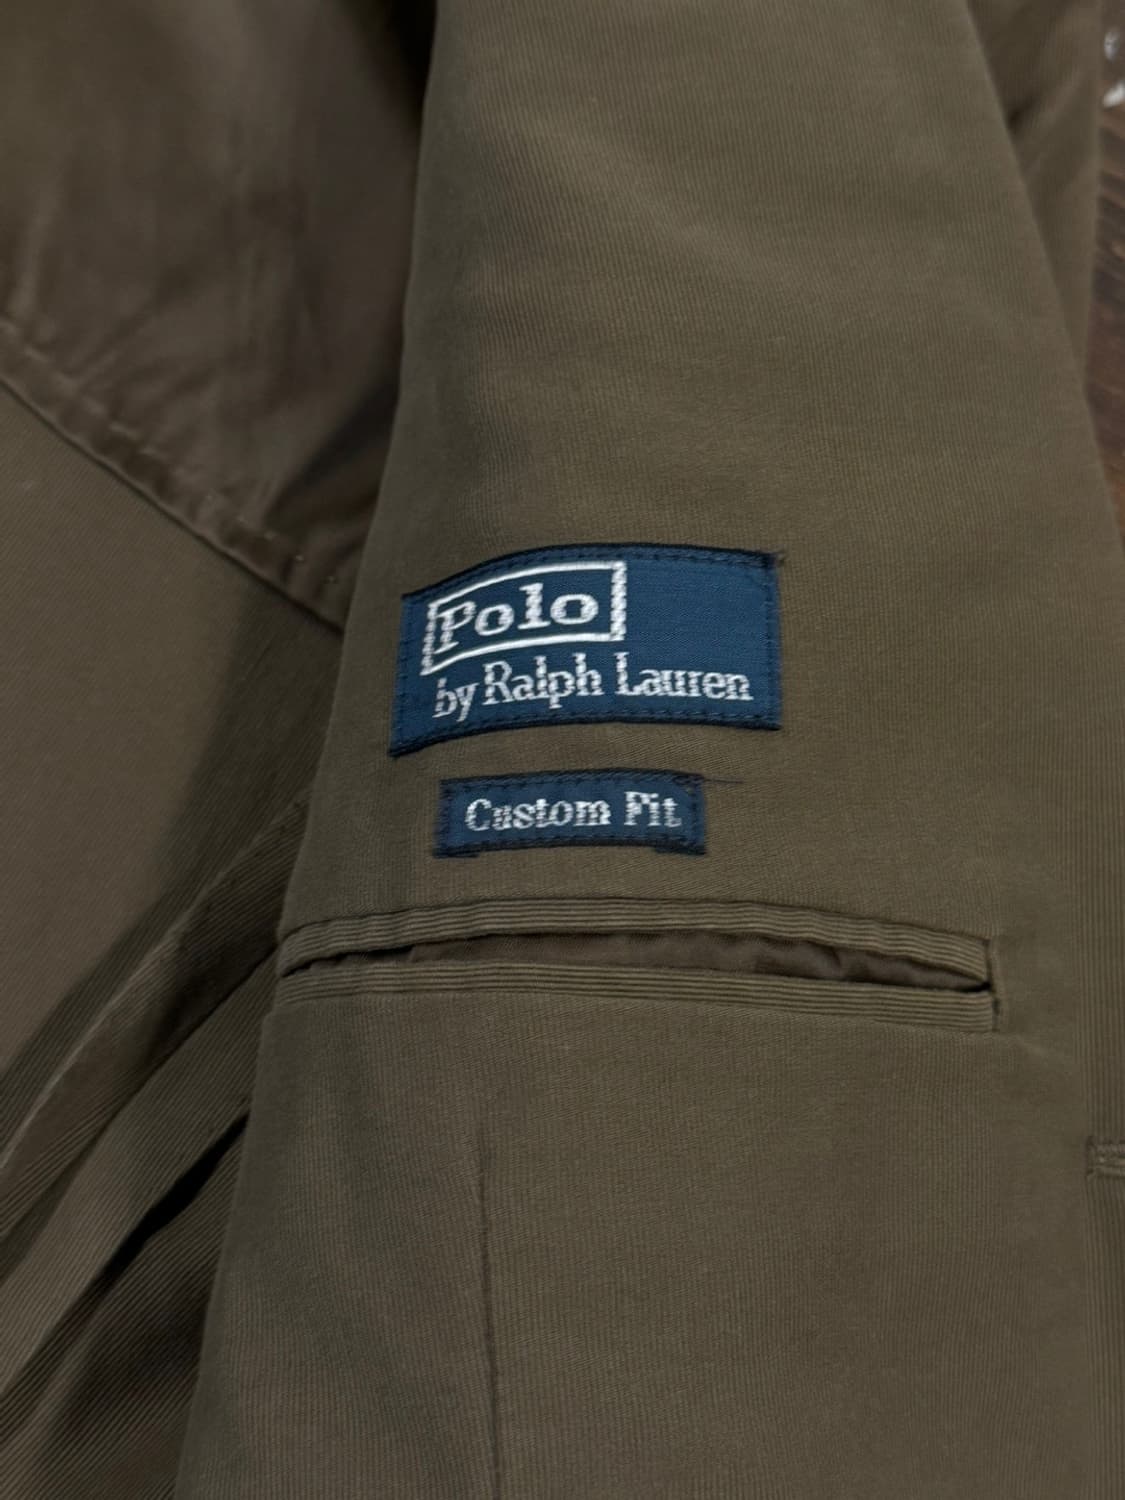 Polo
by Ralph Lauren
Custom Fit